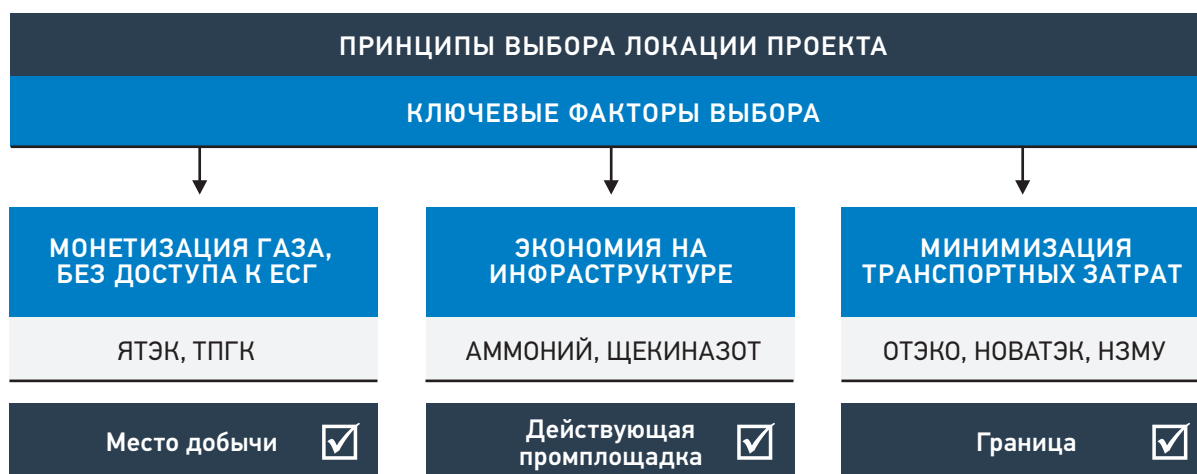 ПРИНЦИПЫ ВЫБОРА ЛОКАЦИИ ПРОЕКТА
КЛЮЧЕВЫЕ ФАКТОРЫ ВЫБОРА
МОНЕТИЗАЦИЯ ГАЗА,
БЕЗ ДОСТУПА К ЕСГ
ЯТЭК, ТПГК
Место добычи
ЭКОНОМИЯ НА
ИНФРАСТРУКТУРЕ
АММОНИЙ, ЩЕКИНАЗОТ
Действующая
промплощадка
МИНИМИЗАЦИЯ
ТРАНСПОРТНЫХ ЗАТРАТ
ОТЭКО, НОВАТЭК, НЗМУ
Граница